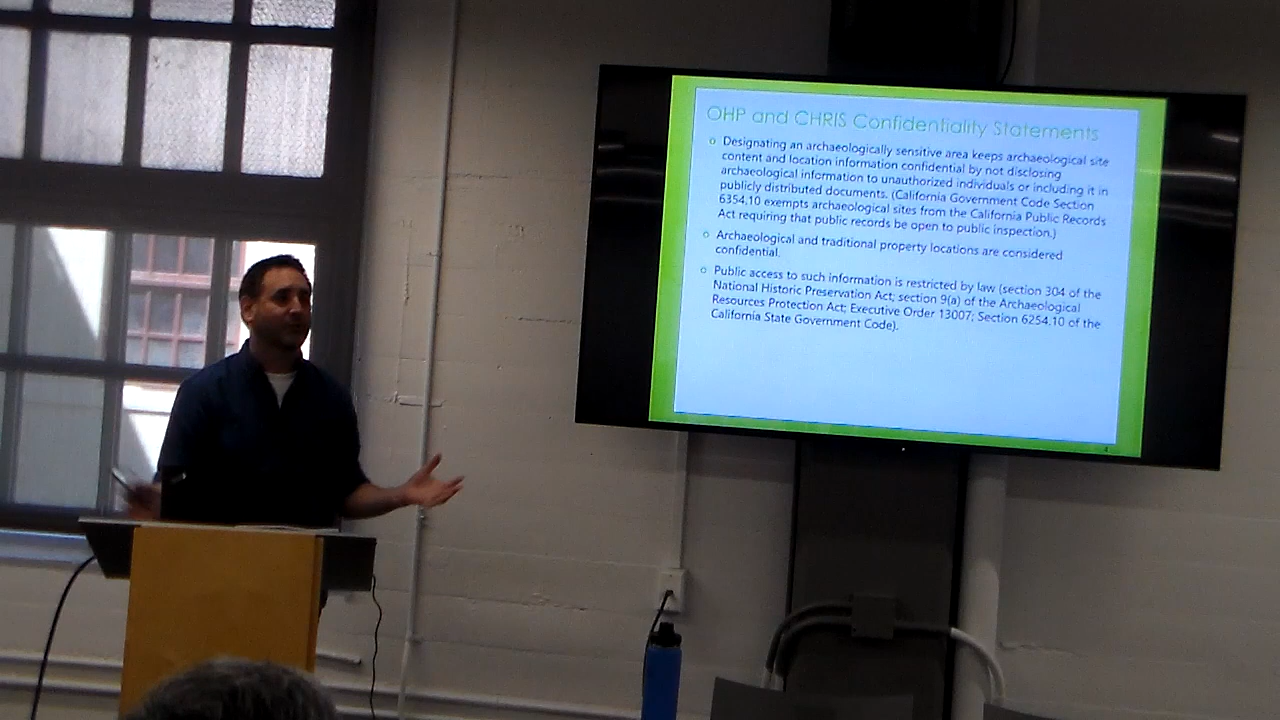 OHP and CHRIS Confidentiality Statements
Designating an archaeologically sensitive area keeps archaeological site
content and location information confidential by not disclosing
archaeological information to unauthorized individuals or including it in
publicly distributed documents. (California Government Code Section
6354.10 exempts archaeological sites from the California Public Records
Act requiring that public records be open to public inspection.)
Archaeological and traditional property locations are considered
confidential.
Public access to such information is restricted by law (section 304 of the
National Historic Preservation Act; section 9(a) of the Archaeological
Resources Protection Act; Executive Order 13007; Section 6254.10 of the
California State Government Code).